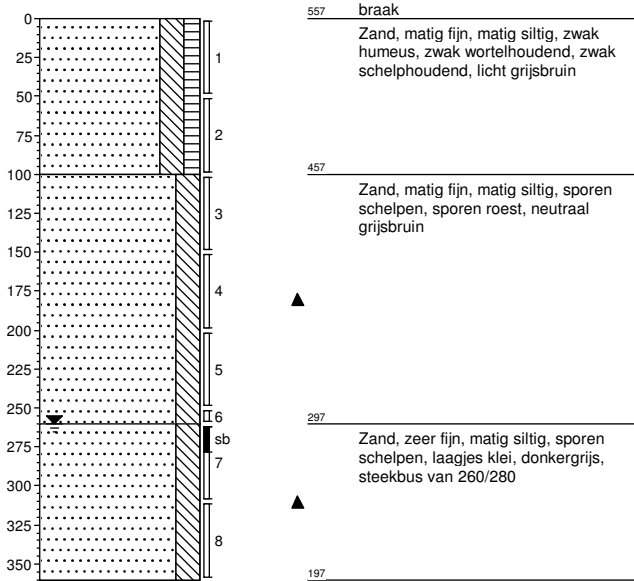 557 braak
0
Zand, matig fijn, matig siltig, zwak
humeus, zwak wortelhoudend, zwak
schelphoudend, licht grijsbruin
25
1
50
75
2
100
457
Zand, matig fijn, matig siltig, sporen
schelpen, sporen roest, neutraal
grijsbruin
125
3
150
175
4
200
225
5
250
6
297
Zand, zeer fijn, matig siltig, sporen
schelpen, laagjes klei, donkergrijs,
steekbus van 260/280
sb
275
7
300
325
8
350
197